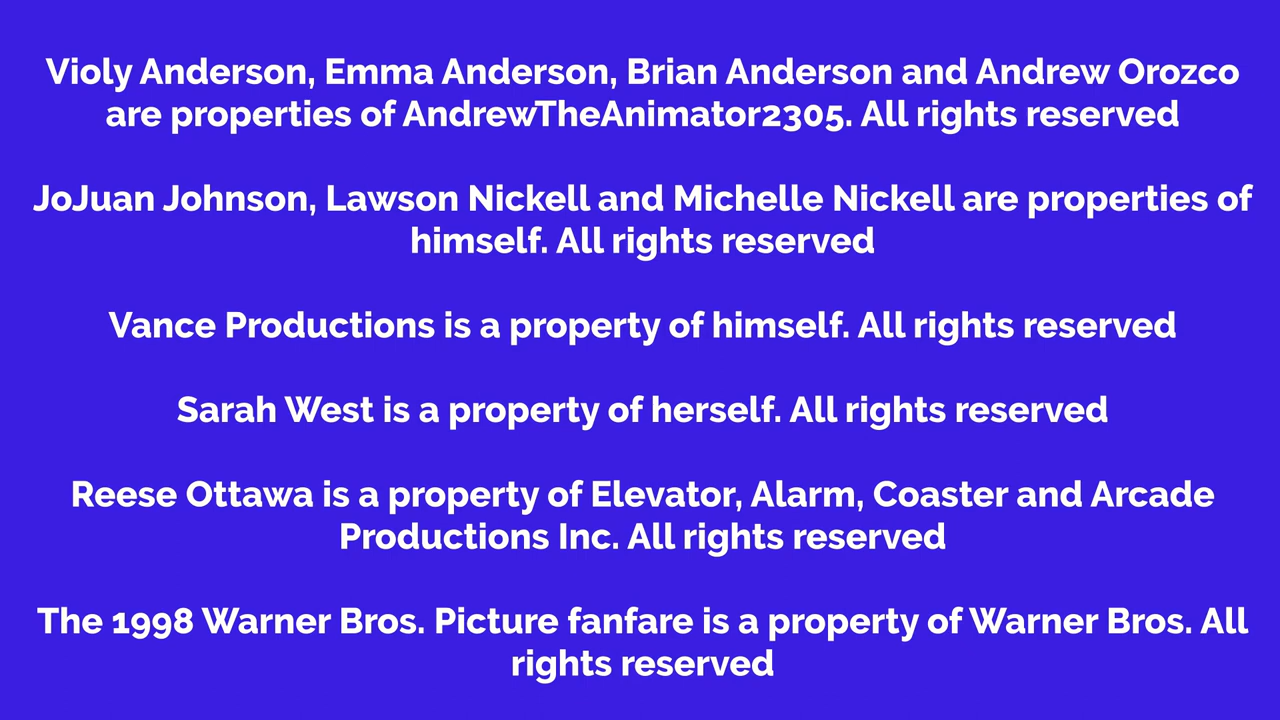 Violy Anderson, Emma Anderson, Brian Anderson and Andrew Orozco
are properties of AndrewTheAnimator2305. All rights reserved
JoJuan Johnson, Lawson Nickell and Michelle Nickell are properties of
himself. All rights reserved
Vance Productions is a property of himself. All rights reserved
Sarah West is a property of herself. All rights reserved
Reese Ottawa is a property of Elevator, Alarm, Coaster and Arcade
Productions Inc. All rights reserved
The 1998 Warner Bros. Picture fanfare is a property of Warner Bros. All
rights reserved